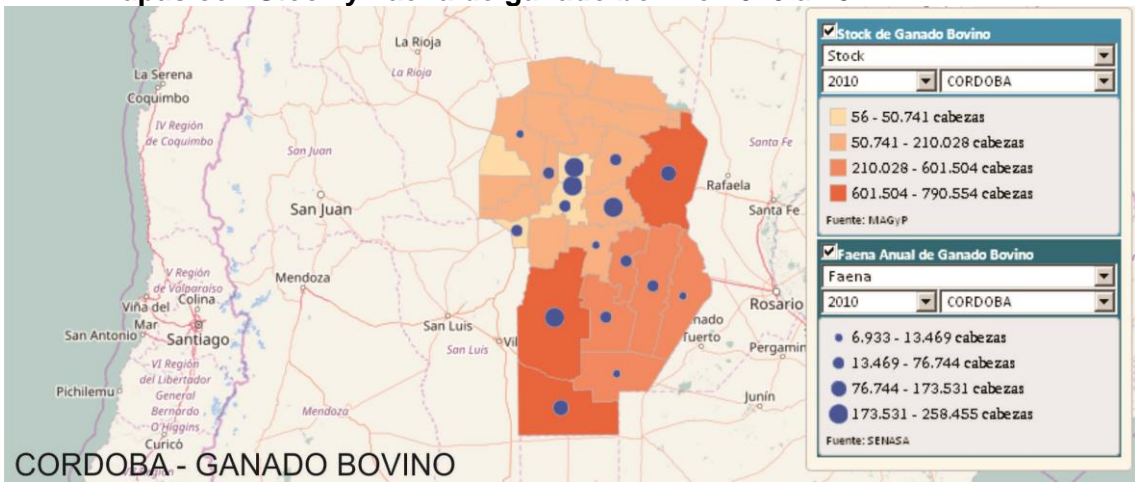 La Rioja
La Rioja
La Serena
Coquimbo
IV Región
de Coquimbo
San Juan
San Juan
Santa Fe
Rafaela
Santa Fe
V Región
de Valparaíso
Mendoza
Viña del
Mar
Colina
San Antonio
Santiago
San Luis
San Luis
Vil
Rosario
nado
Tuerto
Pergamin
VI Región
del Libertador
General
Bernardo
O'Higgins
Pichilemu
Mendoza
Junín
Curicó
CORDOBA - GANADO BOVINO
Stock de Ganado Bovino
Stock
2010 CORDOBA
56 - 50.741 cabezas
50.741 - 210.028 cabezas
210.028 - 601.504 cabezas
601.504 - 790.554 cabezas
Fuente: MAGyP
Faena Anual de Ganado Bovino
Faena
2010 CORDOBA
6.933 - 13.469 cabezas
13.469 - 76.744 cabezas
76.744 - 173.531 cabezas
173.531 - 258.455 cabezas
Fuente: SENASA